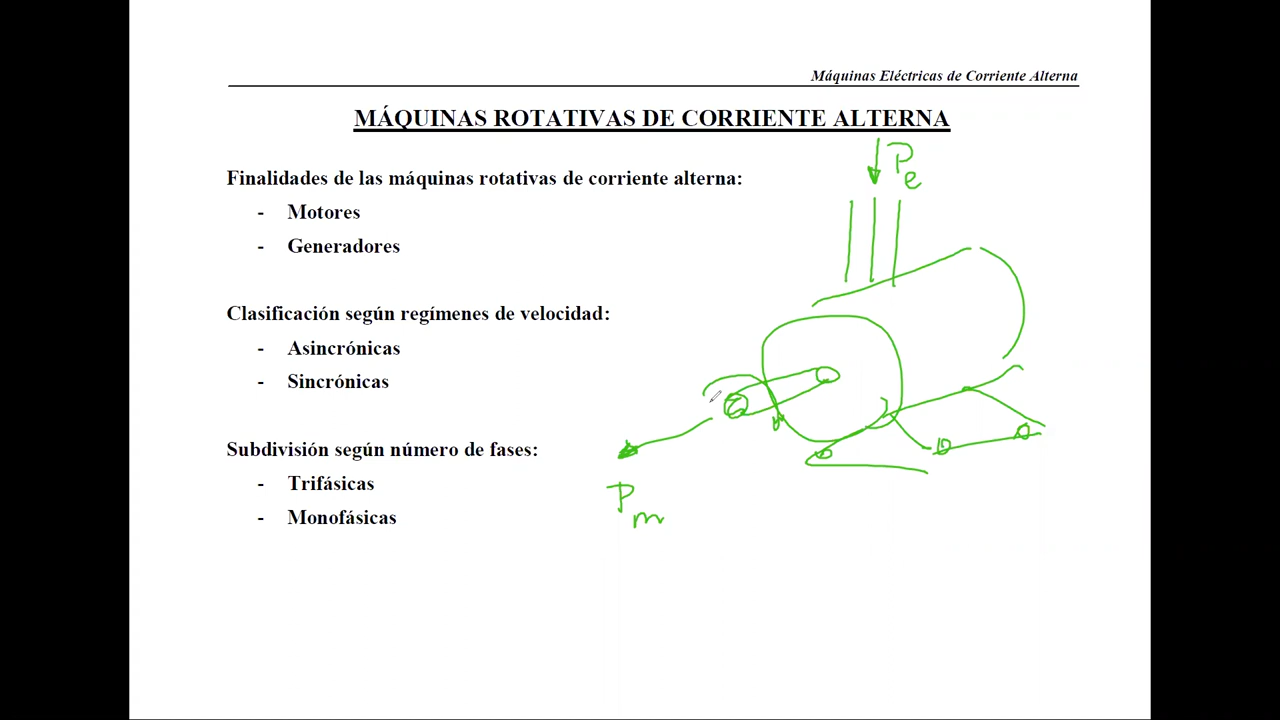 Máquinas Eléctricas de Corriente Alterna
MÁQUINAS ROTATIVAS DE CORRIENTE ALTERNA
Finalidades de las máquinas rotativas de corriente alterna:
- Motores
- Generadores
Clasificación según regímenes de velocidad:
- Asincrónicas
- Sincrónicas
Subdivisión según número de fases:
- Trifásicas
- Monofásicas
Pe
Pm